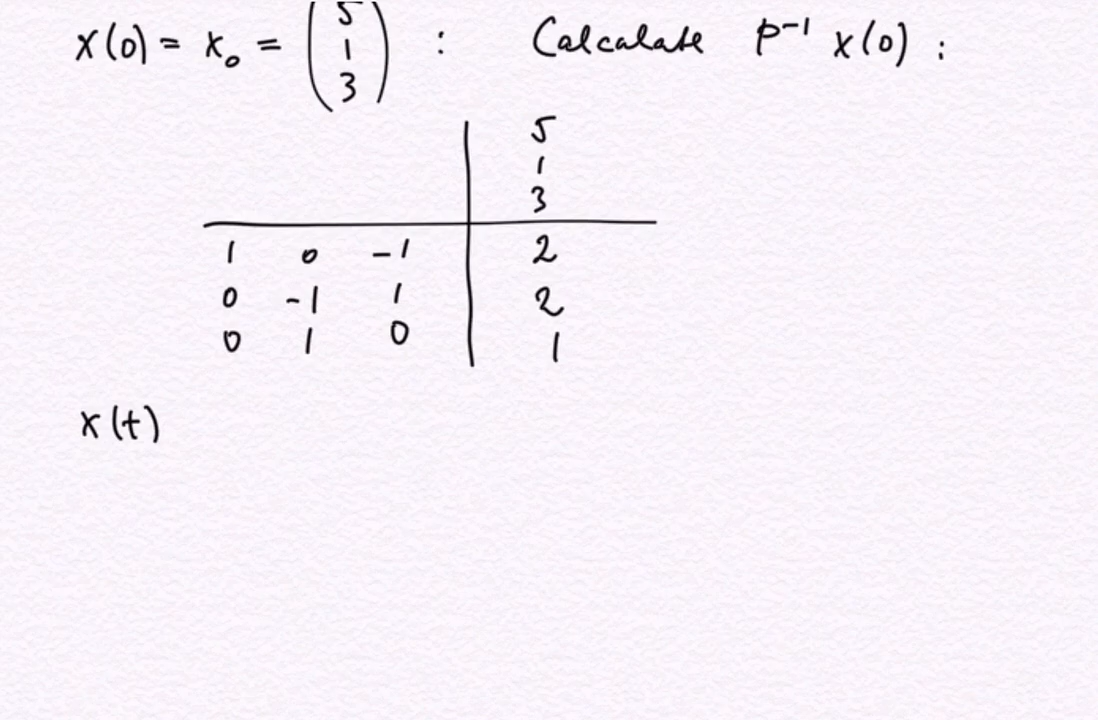 x(0) = x₀ = (5 : Calculate P⁻¹ x(0) :
1
3)
5
1
3
1 0 -1 2
0 -1 1 2
0 1 0 1
x(t)